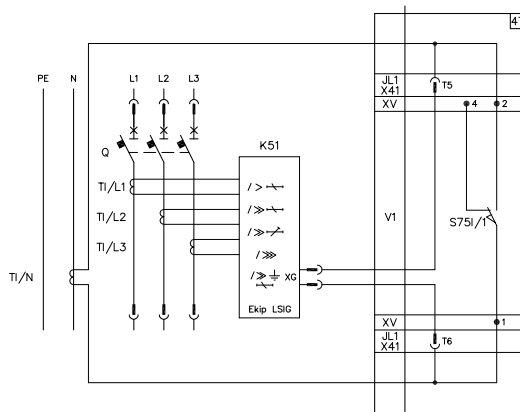 4
PE N L1 L2 L3
JL1 T5
X41
XV 4 2
Q
K51
TI/L1
/>
TI/L2
/≫
V1
S75I/1
/≫
TI/L3
/⋙
TI/N
/≫ XG
Ekip LSIG
XV 1
JL1 T6
X41